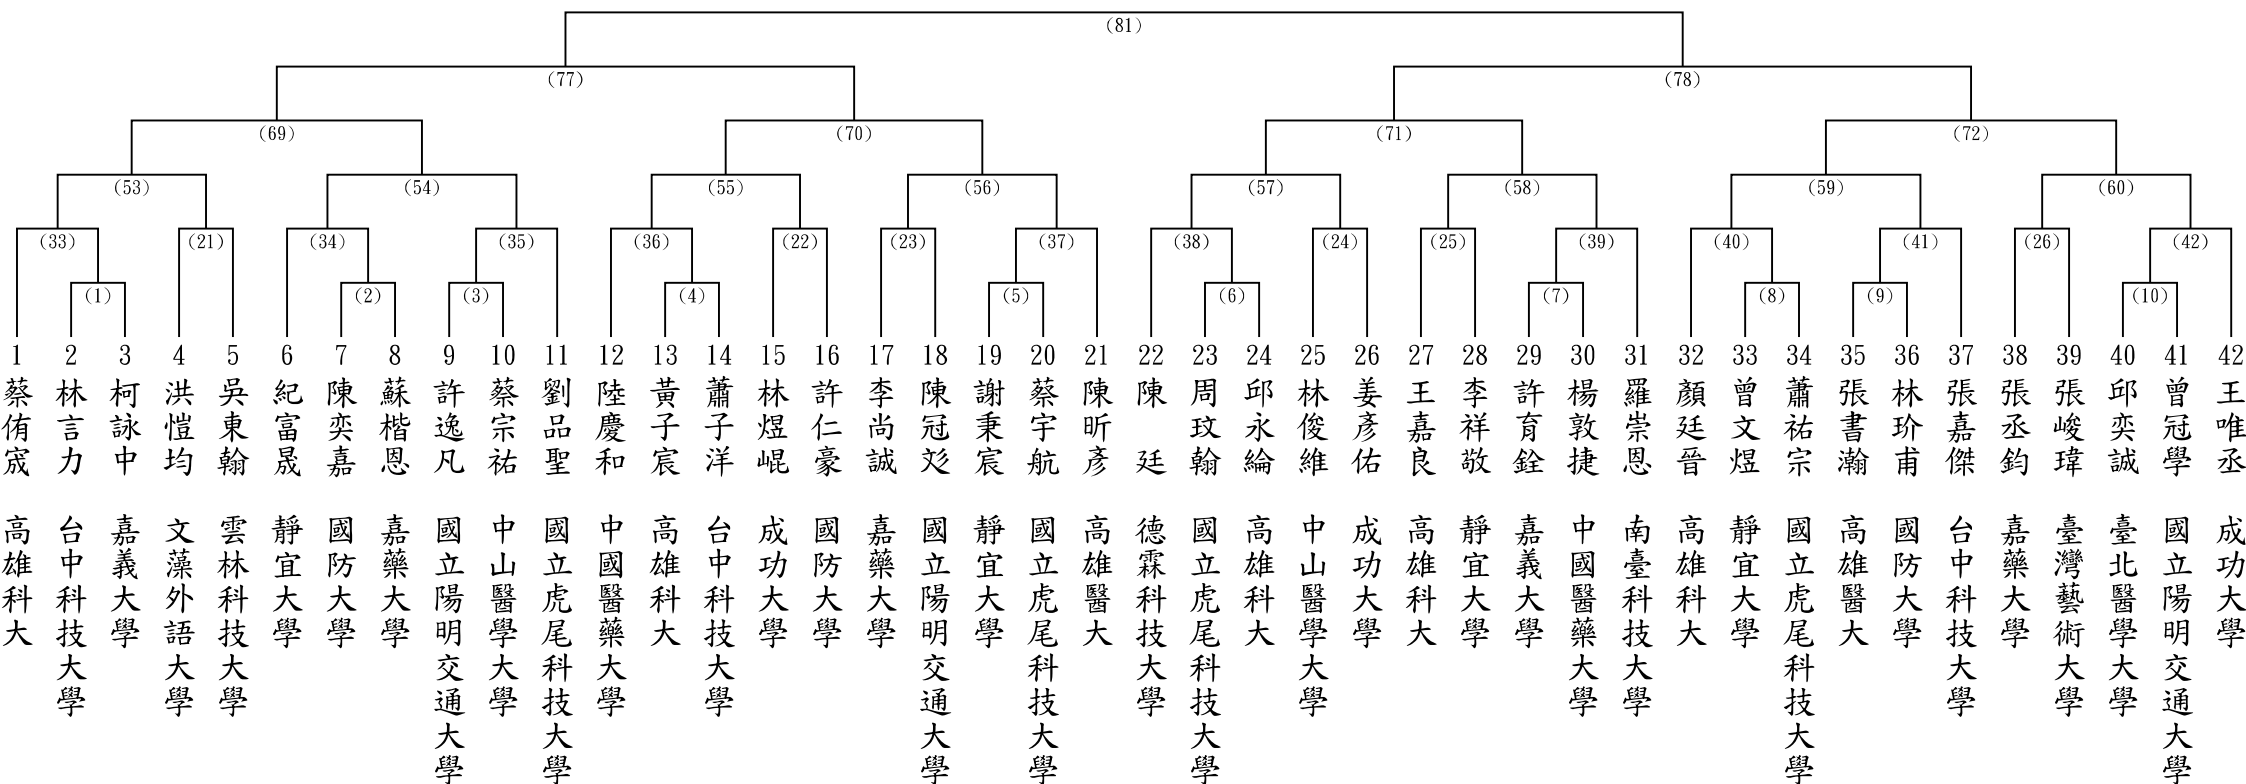 (81)
(77) (78)
(69) (70) (71) (72)
(53) (54) (55) (56) (57) (58) (59) (60)
(33) (21) (34) (35) (36) (22) (23) (37) (38) (24) (25) (39) (40) (41) (26) (42)
(1) (2) (3) (4) (5) (6) (7) (8) (9) (10)
1 蔡侑宬 高雄科大
2 林言力 台中科技大學
3 柯詠中 嘉義大學
4 洪愷均 文藻外語大學
5 吳東翰 雲林科技大學
6 紀富晟 靜宜大學
7 陳奕嘉 國防大學
8 蘇楷恩 嘉藥大學
9 許逸凡 國立陽明交通大學
10 蔡宗祐 中山醫學大學
11 劉品聖 國立虎尾科技大學
12 陸慶和 中國醫藥大學
13 黃子宸 高雄科大
14 蕭子洋 台中科技大學
15 林煜崐 成功大學
16 許仁豪 國防大學
17 李尚誠 嘉藥大學
18 陳冠彣 國立陽明交通大學
19 謝秉宸 靜宜大學
20 蔡宇航 國立虎尾科技大學
21 陳昕彥 高雄醫大
22 陳廷 德霖科技大學
23 周玟翰 國立虎尾科技大學
24 邱永綸 高雄科大
25 林俊維 中山醫學大學
26 姜彥佑 成功大學
27 王嘉良 高雄科大
28 李祥敬 靜宜大學
29 許育銓 嘉義大學
30 楊敦捷 中國醫藥大學
31 羅崇恩 南臺科技大學
32 顏廷晉 高雄科大
33 曾文煜 靜宜大學
34 蕭祐宗 國立虎尾科技大學
35 張書瀚 高雄醫大
36 林玠甫 國防大學
37 張嘉傑 台中科技大學
38 張丞鈞 嘉藥大學
39 張峻瑋 臺灣藝術大學
40 邱奕誠 臺北醫學大學
41 曾冠學 國立陽明交通大學
42 王唯丞 成功大學